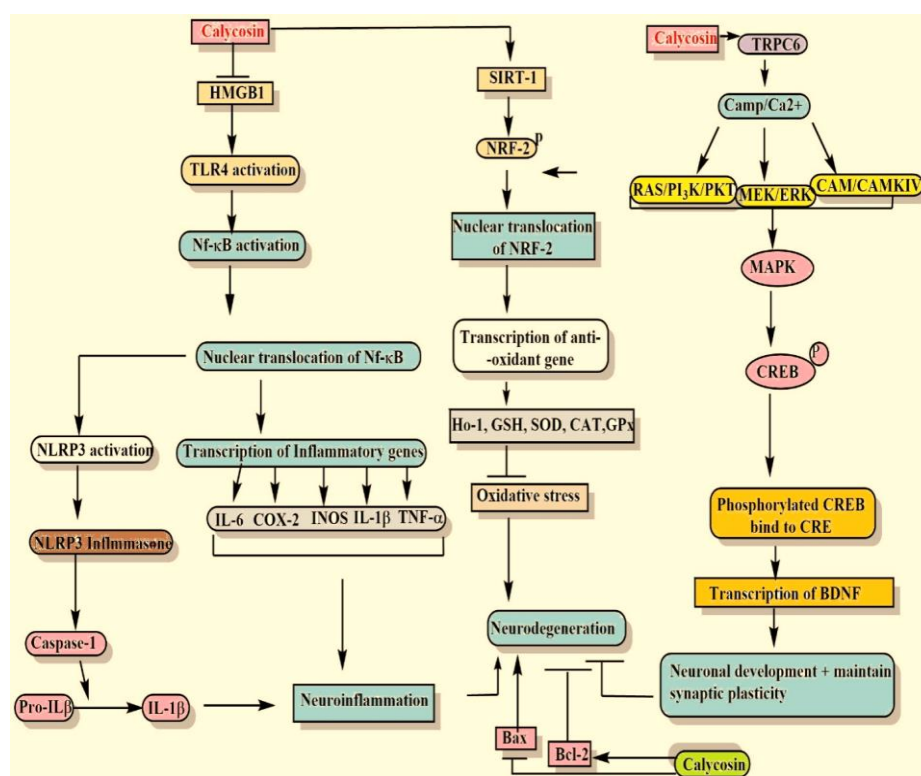 Calycosin
HMGB1
TLR4 activation
Nf-κB activation
Nuclear translocation of Nf-κB
NLRP3 activation
Transcription of Inflammatory genes
IL-6 COX-2 INOS IL-1β TNF-α
NLRP3 Inflmmasone
Caspase-1
Pro-ILβ
IL-1β
Neuroinflammation
SIRT-1
NRF-2
p
Nuclear translocation
of NRF-2
Transcription of anti-
-oxidant gene
Ho-1, GSH, SOD, CAT,GPx
Oxidative stress
Neurodegeneration
Bax
Bcl-2
Calycosin
Calycosin
TRPC6
Camp/Ca2+
RAS/PI3K/PKT
MEK/ERK
CAM/CAMKIV
MAPK
CREB
P
Phosphorylated CREB
bind to CRE
Transcription of BDNF
Neuronal development + maintain
synaptic plasticity